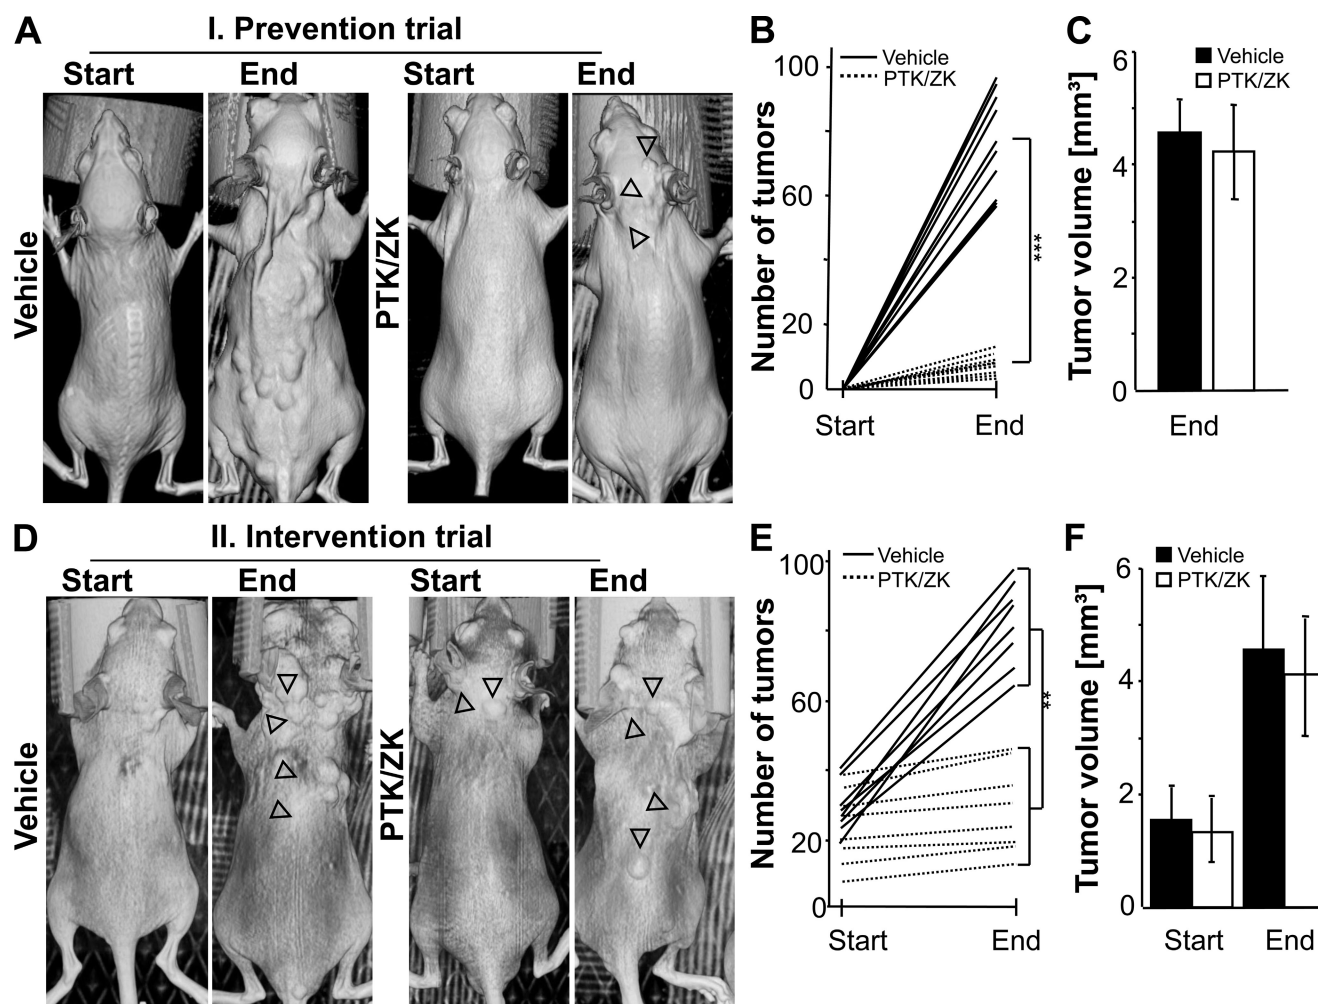 A
I. Prevention trial
Start
End
Start
End
Vehicle
PTK/ZK
B
Vehicle
PTK/ZK
Number of tumors
100
60
20
0
***
Start
End
C
Vehicle
PTK/ZK
Tumor volume [mm³]
6
4
2
0
End
D
II. Intervention trial
Start
End
Start
End
Vehicle
PTK/ZK
E
Vehicle
PTK/ZK
Number of tumors
100
60
20
0
**
Start
End
F
Vehicle
PTK/ZK
Tumor volume [mm³]
6
4
2
0
Start
End